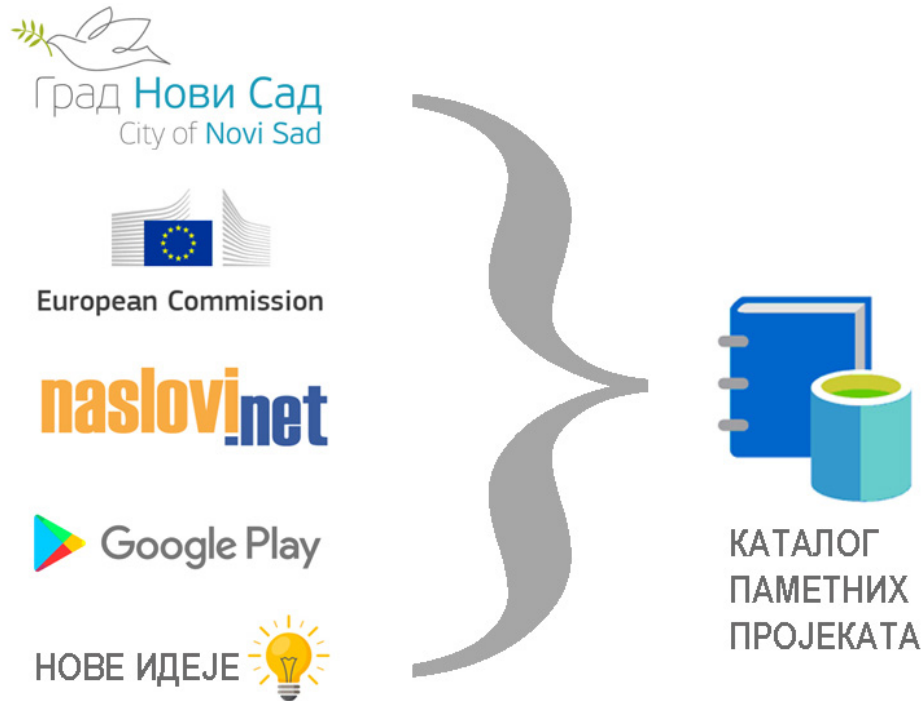 Град Нови Сад
City of Novi Sad
European Commission
naslovi.net
Google Play
НОВЕ ИДЕЈЕ
КАТАЛОГ
ПАМЕТНИХ
ПРОЈЕКАТА